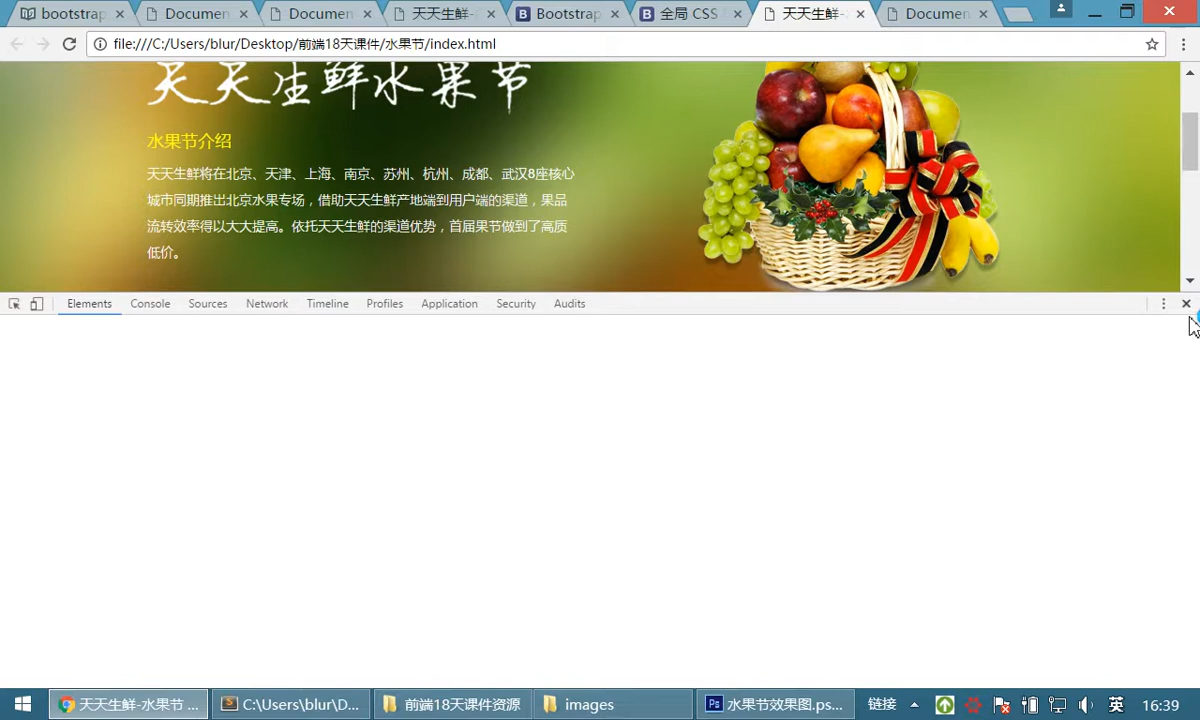 bootstrap
Documen
Documen
天天生鲜-
Bootstrap
全局 CSS
天天生鲜-
Documen
file:///C:/Users/blur/Desktop/前端18天课件/水果节/index.html
天天生鲜水果节
水果节介绍
天天生鲜将在北京、天津、上海、南京、苏州、杭州、成都、武汉8座核心
城市同期推出北京水果专场，借助天天生鲜产地端到用户端的渠道，果品
流转效率得以大大提高。依托天天生鲜的渠道优势，首届果节做到了高质
低价。
Elements Console Sources Network Timeline Profiles Application Security Audits
天天生鲜-水果节 ...
C:\Users\blur\D...
前端18天课件资源
images
水果节效果图.ps...
链接
英
16:39